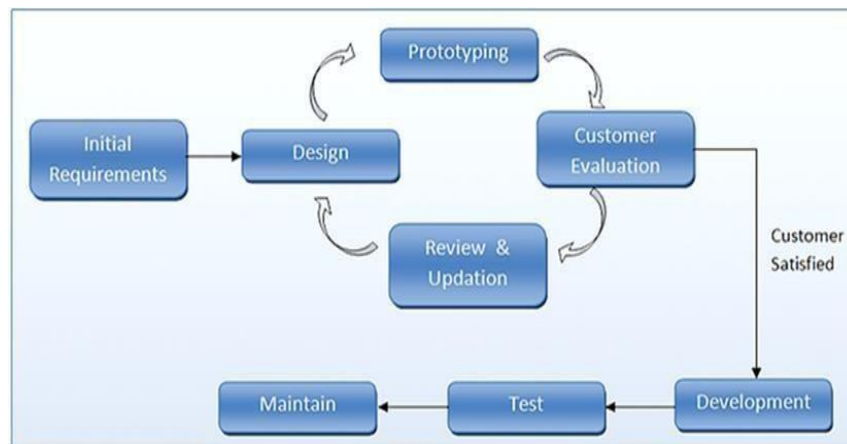 Prototyping
Initial
Requirements
Design
Customer
Evaluation
Review &
Updation
Customer
Satisfied
Maintain
Test
Development